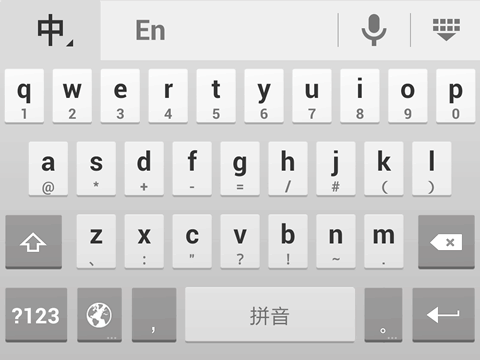 中 En
q w e r t y u i o p
1 2 3 4 5 6 7 8 9 0
a s d f g h j k l
@ * + - = / # ( )
z x c v b n m
、 : " ? ! ~ .
?123 , 拼音 。